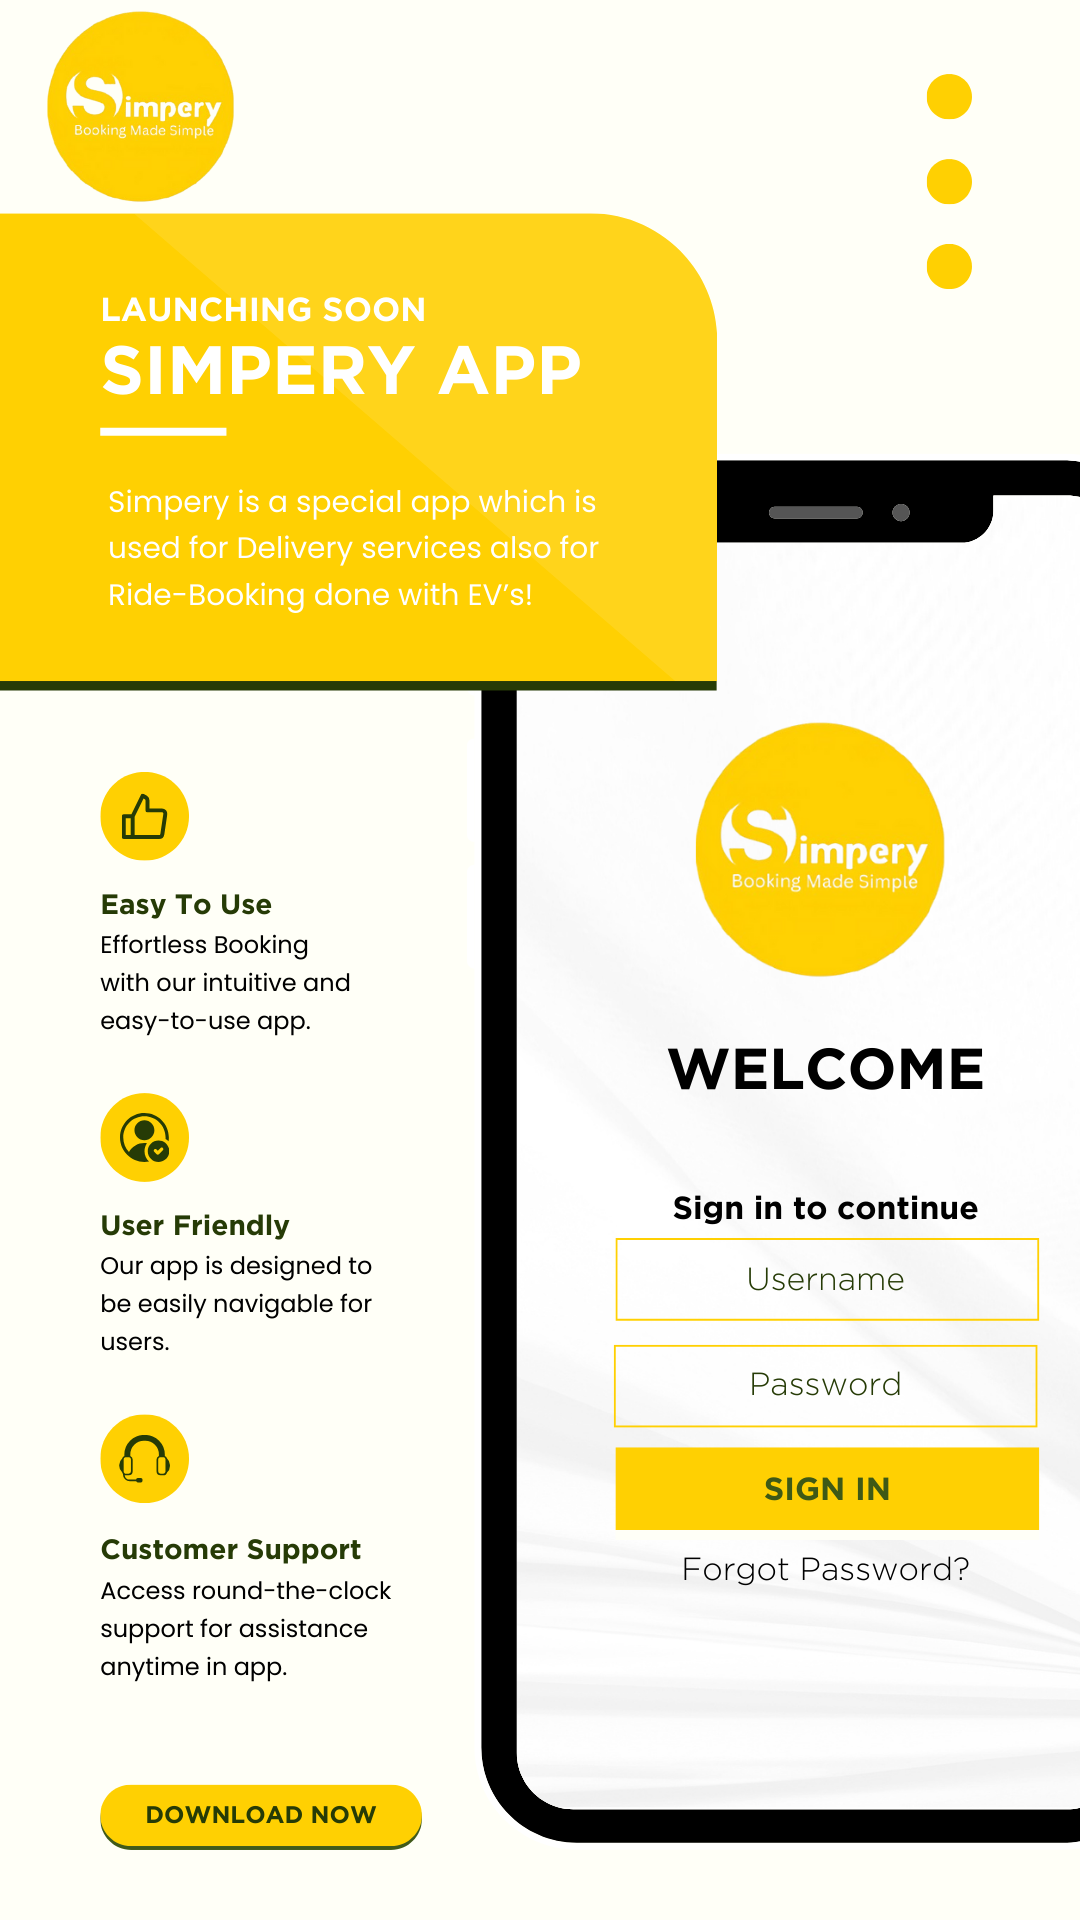 Simpery
Booking Made Simple
LAUNCHING SOON
SIMPERY APP
Simpery is a special app which is
used for Delivery services also for
Ride-Booking done with EV's!
Easy To Use
Effortless Booking
with our intuitive and
easy-to-use app.
User Friendly
Our app is designed to
be easily navigable for
users.
Customer Support
Access round-the-clock
support for assistance
anytime in app.
DOWNLOAD NOW
Simpery
Booking Made Simple
WELCOME
Sign in to continue
Username
Password
SIGN IN
Forgot Password?